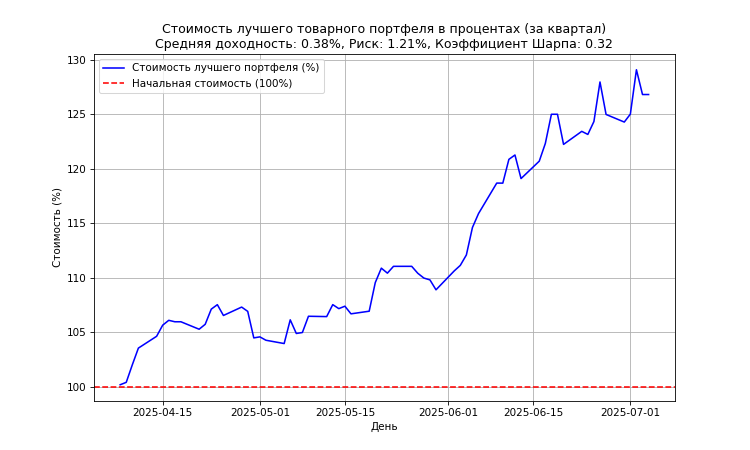 Стоимость лучшего товарного портфеля в процентах (за квартал)
Средняя доходность: 0.38%, Риск: 1.21%, Коэффициент Шарпа: 0.32
Стоимость лучшего портфеля (%)
Начальная стоимость (100%)
Стоимость (%)
130
125
120
115
110
105
100
2025-04-15
2025-05-01
2025-05-15
2025-06-01
2025-06-15
2025-07-01
День